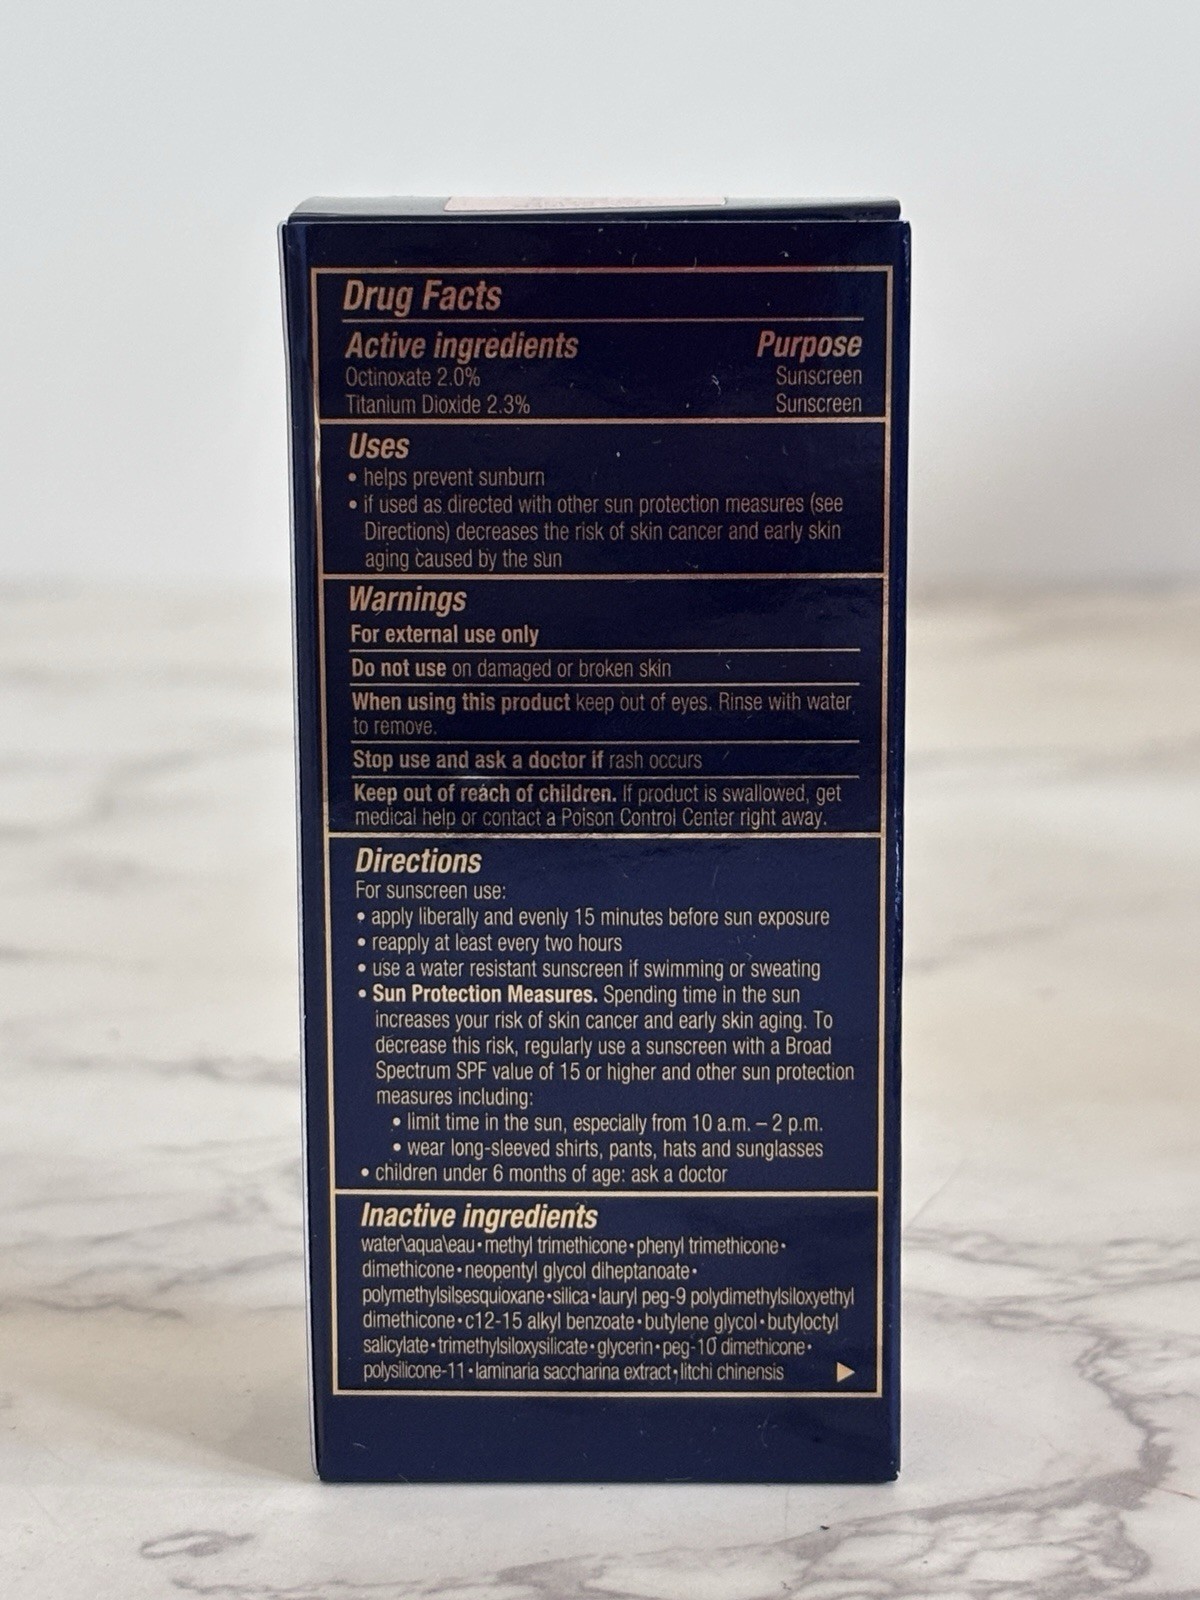 Drug Facts
Active ingredients Purpose
Octinoxate 2.0% Sunscreen
Titanium Dioxide 2.3% Sunscreen
Uses
• helps prevent sunburn
• if used as directed with other sun protection measures (see
Directions) decreases the risk of skin cancer and early skin
aging caused by the sun
Warnings
For external use only
Do not use on damaged or broken skin
When using this product keep out of eyes. Rinse with water
to remove.
Stop use and ask a doctor if rash occurs
Keep out of reach of children. If product is swallowed, get
medical help or contact a Poison Control Center right away.
Directions
For sunscreen use:
• apply liberally and evenly 15 minutes before sun exposure
• reapply at least every two hours
• use a water resistant sunscreen if swimming or sweating
• Sun Protection Measures. Spending time in the sun
increases your risk of skin cancer and early skin aging. To
decrease this risk, regularly use a sunscreen with a Broad
Spectrum SPF value of 15 or higher and other sun protection
measures including:
• limit time in the sun, especially from 10 a.m. – 2 p.m.
• wear long-sleeved shirts, pants, hats and sunglasses
• children under 6 months of age: ask a doctor
Inactive ingredients
water\aqua\eau • methyl trimethicone • phenyl trimethicone •
dimethicone • neopentyl glycol diheptanoate •
polymethylsilsesquioxane • silica • lauryl peg-9 polydimethylsiloxyethyl
dimethicone • c12-15 alkyl benzoate • butylene glycol • butyloctyl
salicylate • trimethylsiloxysilicate • glycerin • peg-10 dimethicone •
polysilicone-11 • laminaria saccharina extract • litchi chinensis